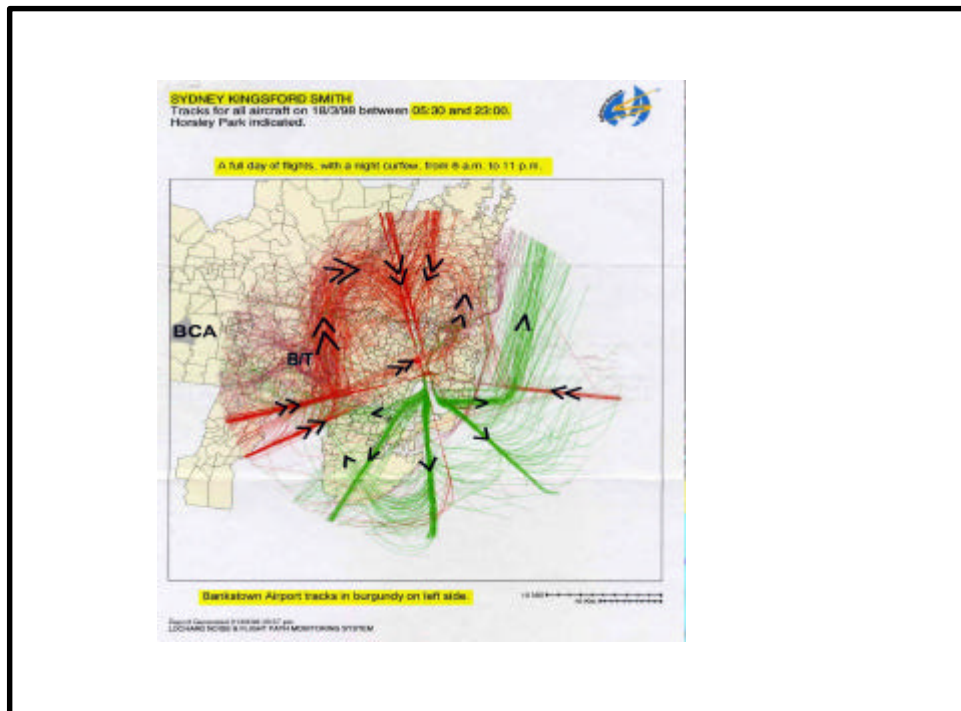 SYDNEY KINGSFORD SMITH
Tracks for all aircraft on 18/3/98 between 05:30 and 23:00.
Horsley Park indicated.
A full day of flights, with a night curfew, from 6 a.m. to 11 p.m.
BCA
B/T
Bankstown Airport tracks in burgundy on left side.
Report Generated
LOCHARD NOISE & FLIGHT PATH MONITORING SYSTEM